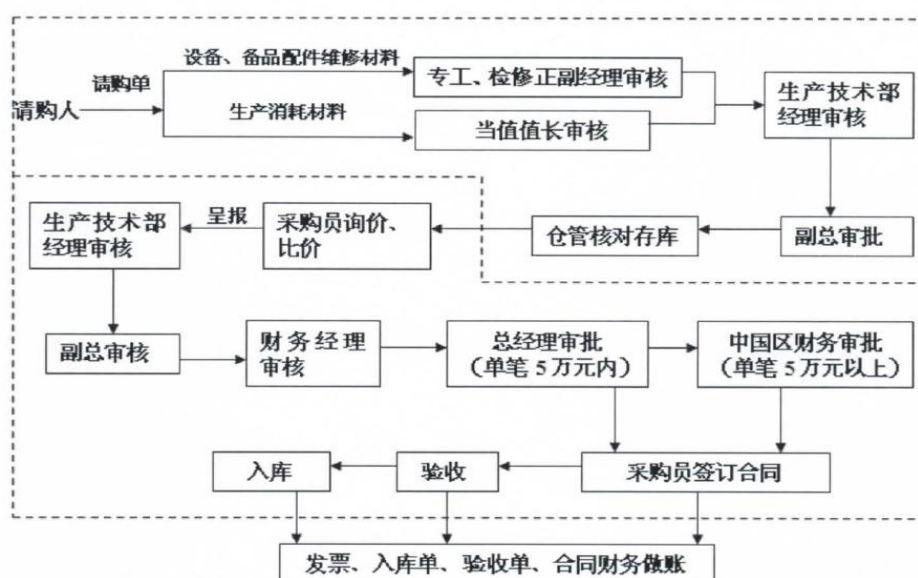 设备、备品配件维修材料
请购单
请购人
生产消耗材料
专工、检修正副经理审核
当值值长审核
生产技术部
经理审核
副总审批
仓管核对存库
采购员询价、
比价
呈报
生产技术部
经理审核
副总审核
财务经理
审核
总经理审批
（单笔 5 万元内）
中国区财务审批
（单笔 5 万元以上）
采购员签订合同
验收
入库
发票、入库单、验收单、合同财务做账